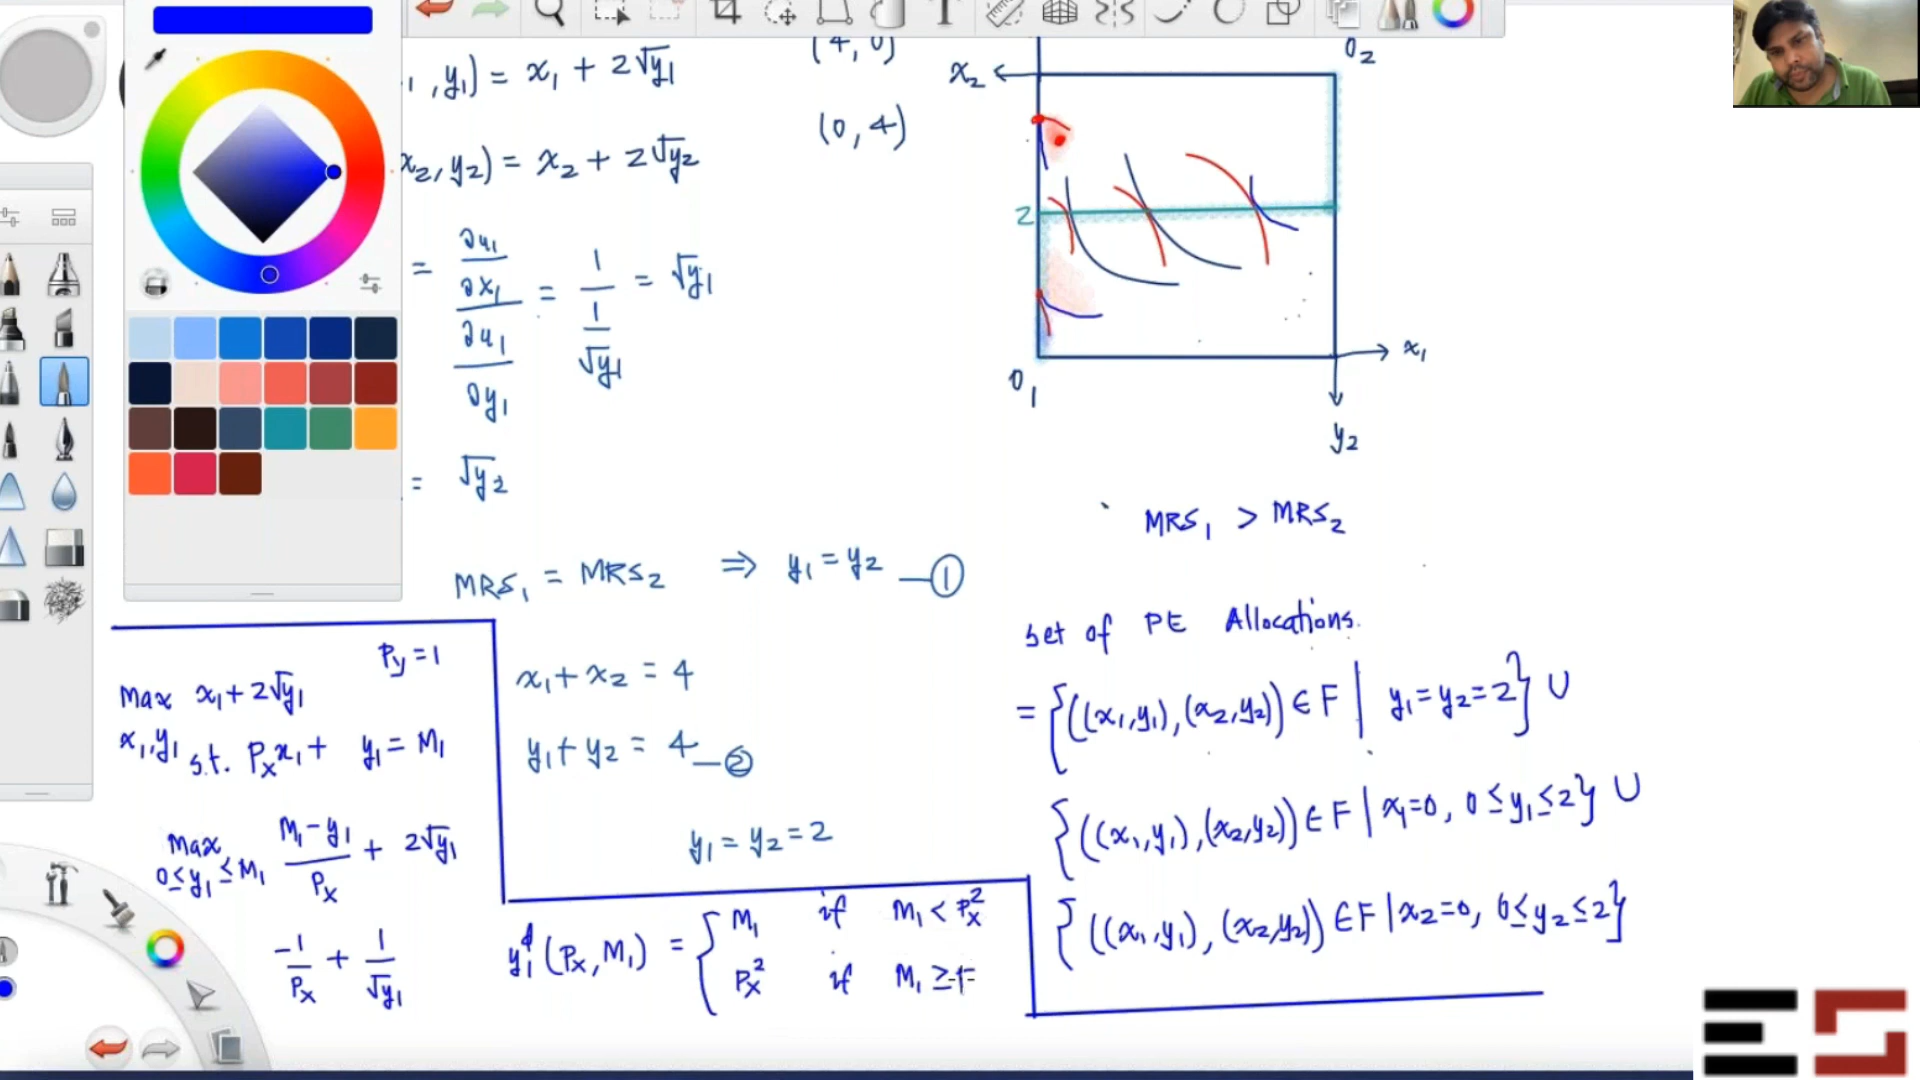 , y₁) = x₁ + 2√y₁
(4, 0)
x₂, y₂) = x₂ + 2√y₂
(0, 4)
= ∂u₁/∂x₁ / ∂u₁/∂y₁ = 1 / 1/√y₁ = √y₁
= √y₂
MRS₁ = MRS₂ ⇒ y₁ = y₂ —①
x₁ + x₂ = 4
y₁ + y₂ = 4 —②
y₁ = y₂ = 2
P_y = 1
Max x₁ + 2√y₁
x₁, y₁ s.t. Pₓx₁ + y₁ = M₁
Max (M₁ - y₁)/Pₓ + 2√y₁
0 ≤ y₁ ≤ M₁
-1/Pₓ + 1/√y₁
y₁ᵈ (Pₓ, M₁) = { M₁ if M₁ < Pₓ²
Pₓ² if M₁ ≥
O₂
x₂
2
x₁
O₁
y₂
MRS₁ > MRS₂
Set of PE Allocations.
= {((x₁, y₁), (x₂, y₂)) ∈ F | y₁ = y₂ = 2} ∪
{((x₁, y₁), (x₂, y₂)) ∈ F | x₁ = 0, 0 ≤ y₁ ≤ 2} ∪
{((x₁, y₁), (x₂, y₂)) ∈ F | x₂ = 0, 0 ≤ y₂ ≤ 2}
ES